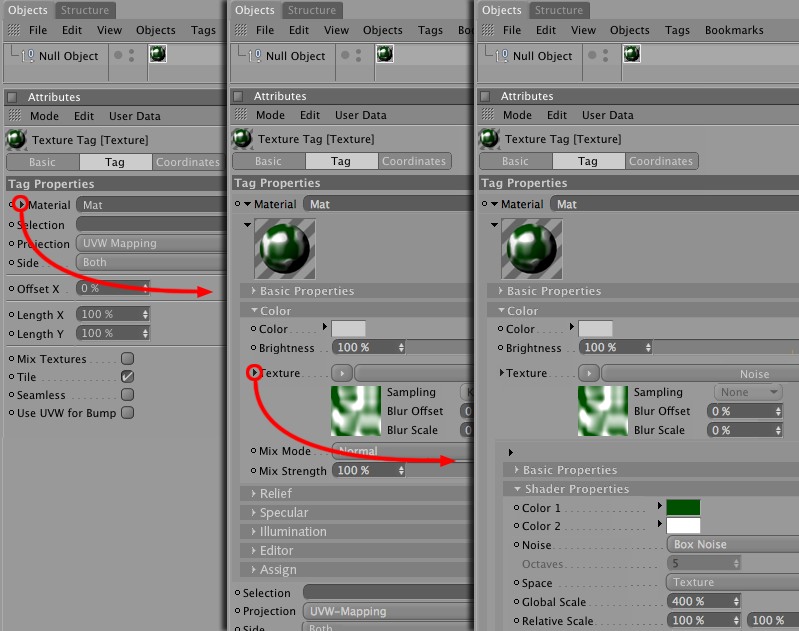 Objects Structure
File Edit View Objects Tags
Null Object
Attributes
Mode Edit User Data
Texture Tag [Texture]
Basic Tag Coordinates
Tag Properties
Material Mat
Selection
Projection UVW Mapping
Side Both
Offset X 0 %
Length X 100 %
Length Y 100 %
Mix Textures
Tile
Seamless
Use UVW for Bump
Objects Structure
File Edit View Objects Tags Bo
Null Object
Attributes
Mode Edit User Data
Texture Tag [Texture]
Basic Tag Coordinates
Tag Properties
Material Mat
Basic Properties
Color
Color
Brightness 100 %
Texture
Sampling
Blur Offset 0
Blur Scale 0
Mix Mode Normal
Mix Strength 100 %
Relief
Specular
Illumination
Editor
Assign
Selection
Projection UVW-Mapping
Side Both
Objects Structure
File Edit View Objects Tags Bookmarks
Null Object
Attributes
Mode Edit User Data
Texture Tag [Texture]
Basic Tag Coordinates
Tag Properties
Material Mat
Basic Properties
Color
Color
Brightness 100 %
Texture Noise
Sampling None
Blur Offset 0 %
Blur Scale 0 %
Basic Properties
Shader Properties
Color 1
Color 2
Noise Box Noise
Octaves 5
Space Texture
Global Scale 400 %
Relative Scale 100 % 100 %